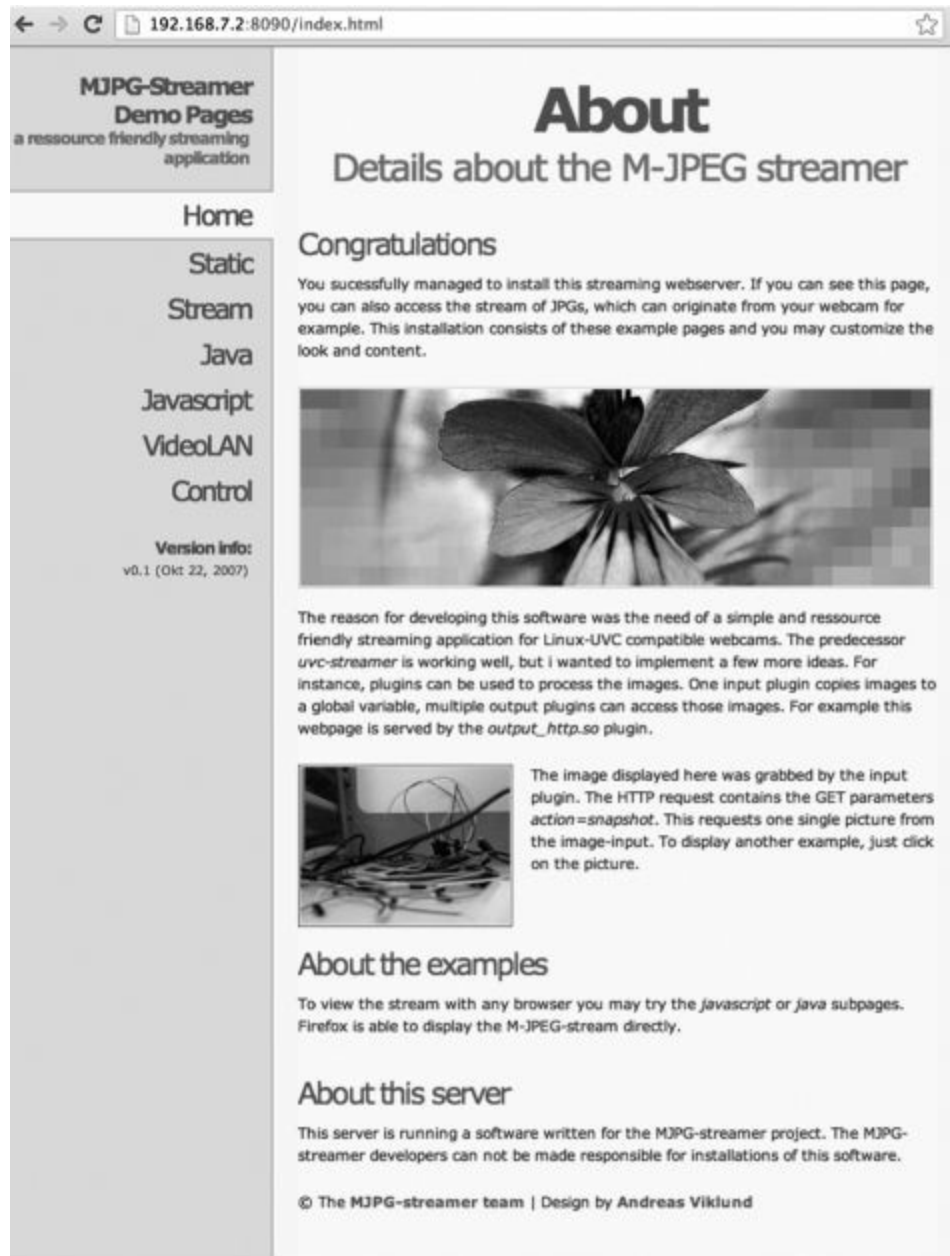 192.168.7.2:8090/index.html
MJPG-Streamer
Demo Pages
a ressource friendly streaming
application
Home
Static
Stream
Java
Javascript
VideoLAN
Control
Version info:
v0.1 (Okt 22, 2007)
About
Details about the M-JPEG streamer
Congratulations
You sucessfully managed to install this streaming webserver. If you can see this page,
you can also access the stream of JPGs, which can originate from your webcam for
example. This installation consists of these example pages and you may customize the
look and content.
The reason for developing this software was the need of a simple and ressource
friendly streaming application for Linux-UVC compatible webcams. The predecessor
uvc-streamer is working well, but i wanted to implement a few more ideas. For
instance, plugins can be used to process the images. One input plugin copies images to
a global variable, multiple output plugins can access those images. For example this
webpage is served by the output_http.so plugin.
The image displayed here was grabbed by the input
plugin. The HTTP request contains the GET parameters
action=snapshot. This requests one single picture from
the image-input. To display another example, just click
on the picture.
About the examples
To view the stream with any browser you may try the javascript or java subpages.
Firefox is able to display the M-JPEG-stream directly.
About this server
This server is running a software written for the MJPG-streamer project. The MJPG-
streamer developers can not be made responsible for installations of this software.
© The MJPG-streamer team | Design by Andreas Viklund